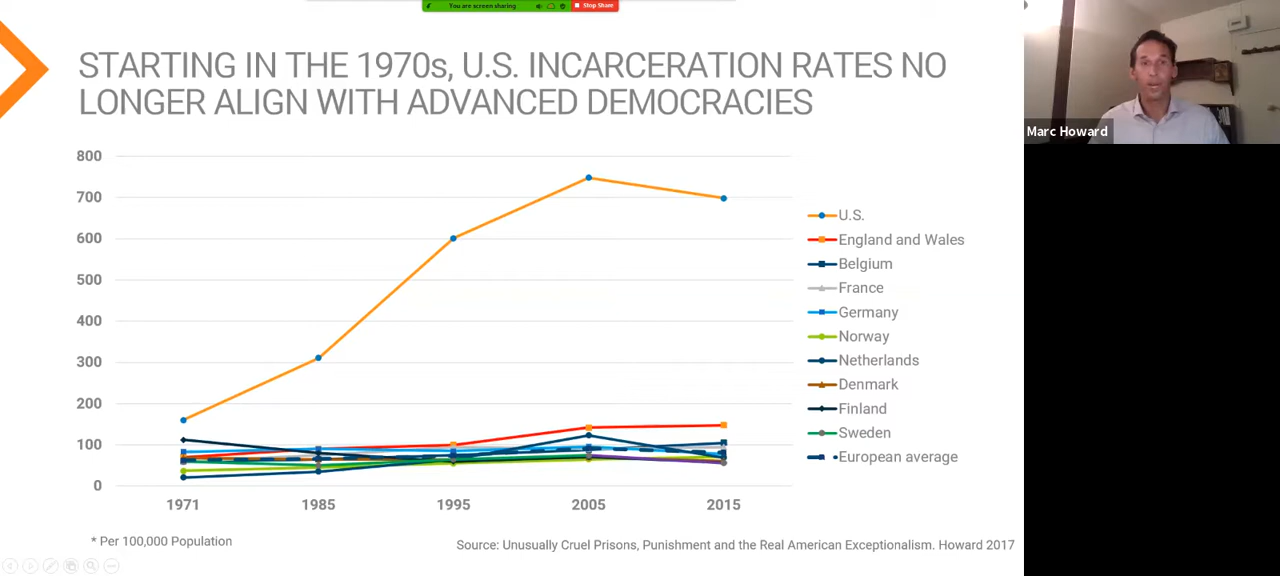 You are screen sharing
Stop Share
STARTING IN THE 1970s, U.S. INCARCERATION RATES NO
LONGER ALIGN WITH ADVANCED DEMOCRACIES
Marc Howard
800
700
600
500
400
300
200
100
0
1971
1985
1995
2005
2015
U.S.
England and Wales
Belgium
France
Germany
Norway
Netherlands
Denmark
Finland
Sweden
European average
* Per 100,000 Population
Source: Unusually Cruel Prisons, Punishment and the Real American Exceptionalism. Howard 2017